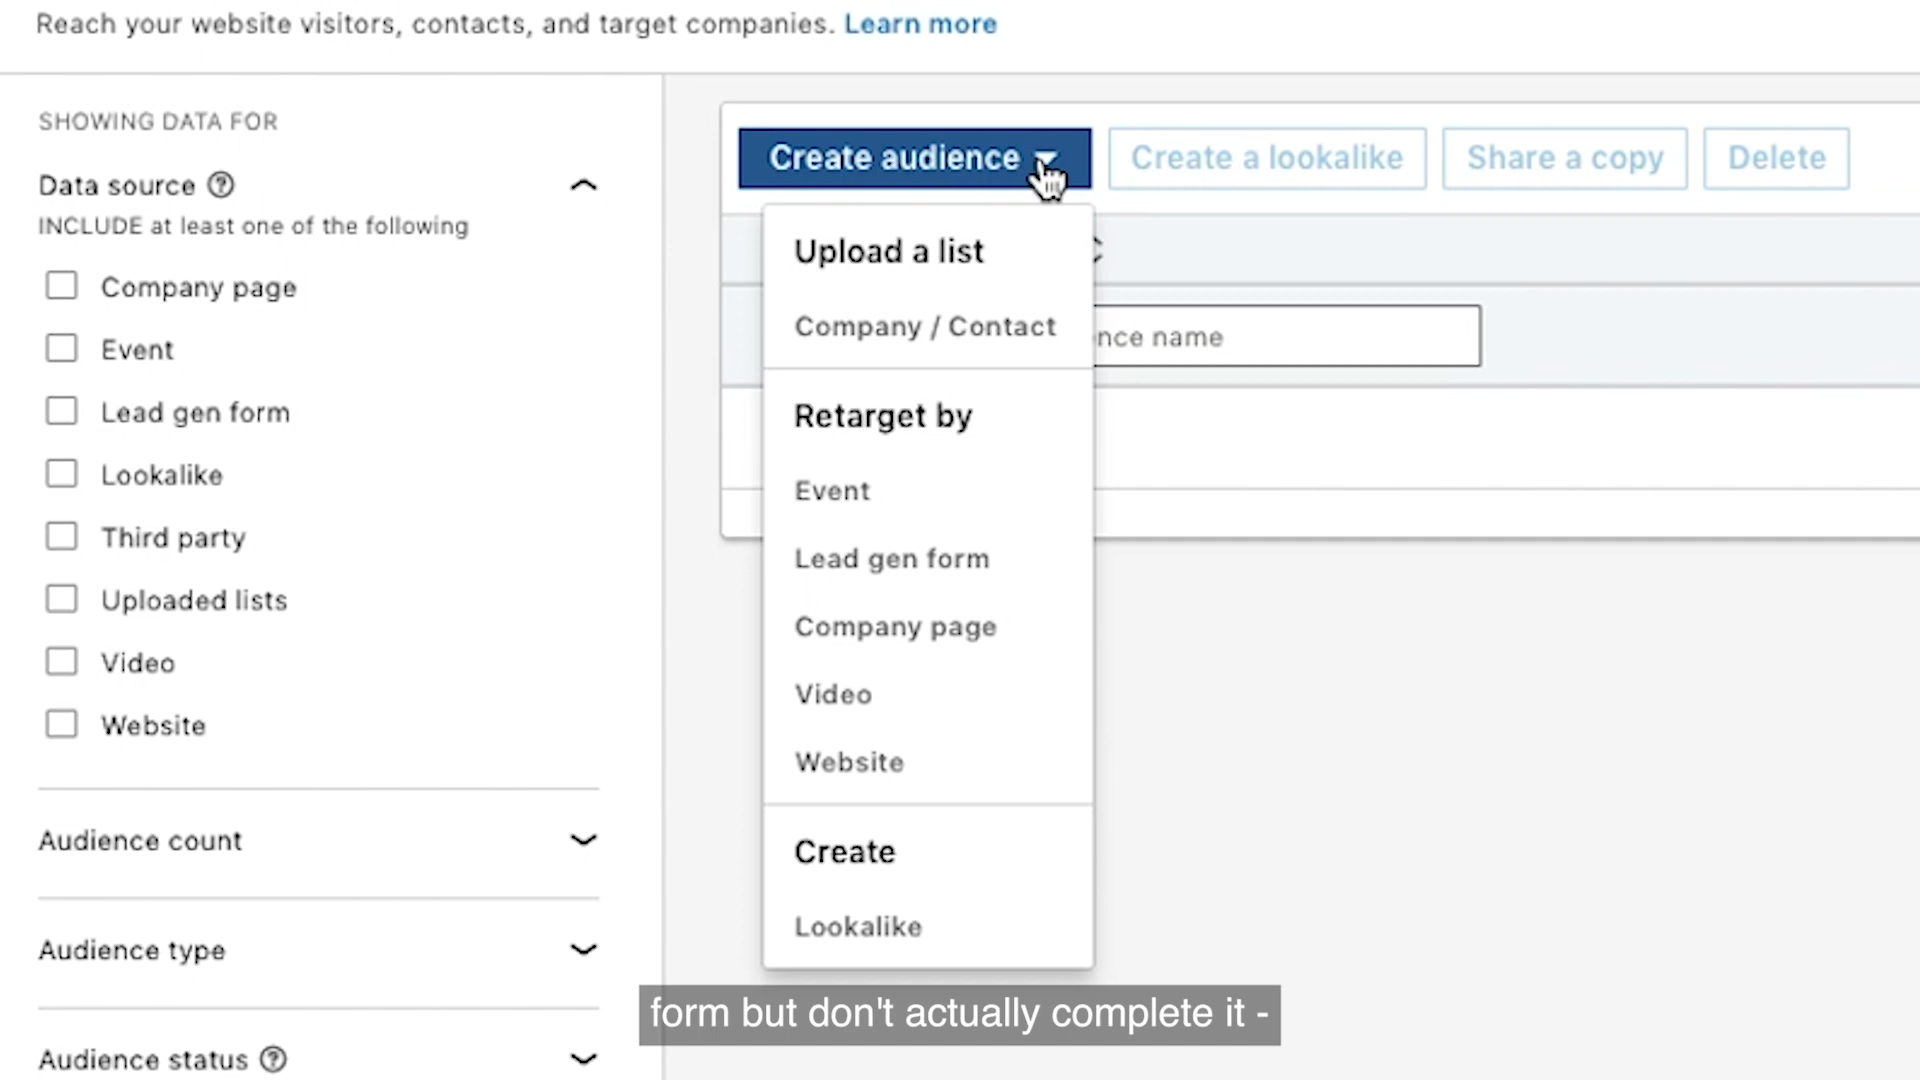 Reach your website visitors, contacts, and target companies. Learn more
SHOWING DATA FOR
Data source
INCLUDE at least one of the following
Company page
Event
Lead gen form
Lookalike
Third party
Uploaded lists
Video
Website
Audience count
Audience type
Audience status
Create audience
Create a lookalike
Share a copy
Delete
Upload a list
Company / Contact
nce name
Retarget by
Event
Lead gen form
Company page
Video
Website
Create
Lookalike
form but don't actually complete it -